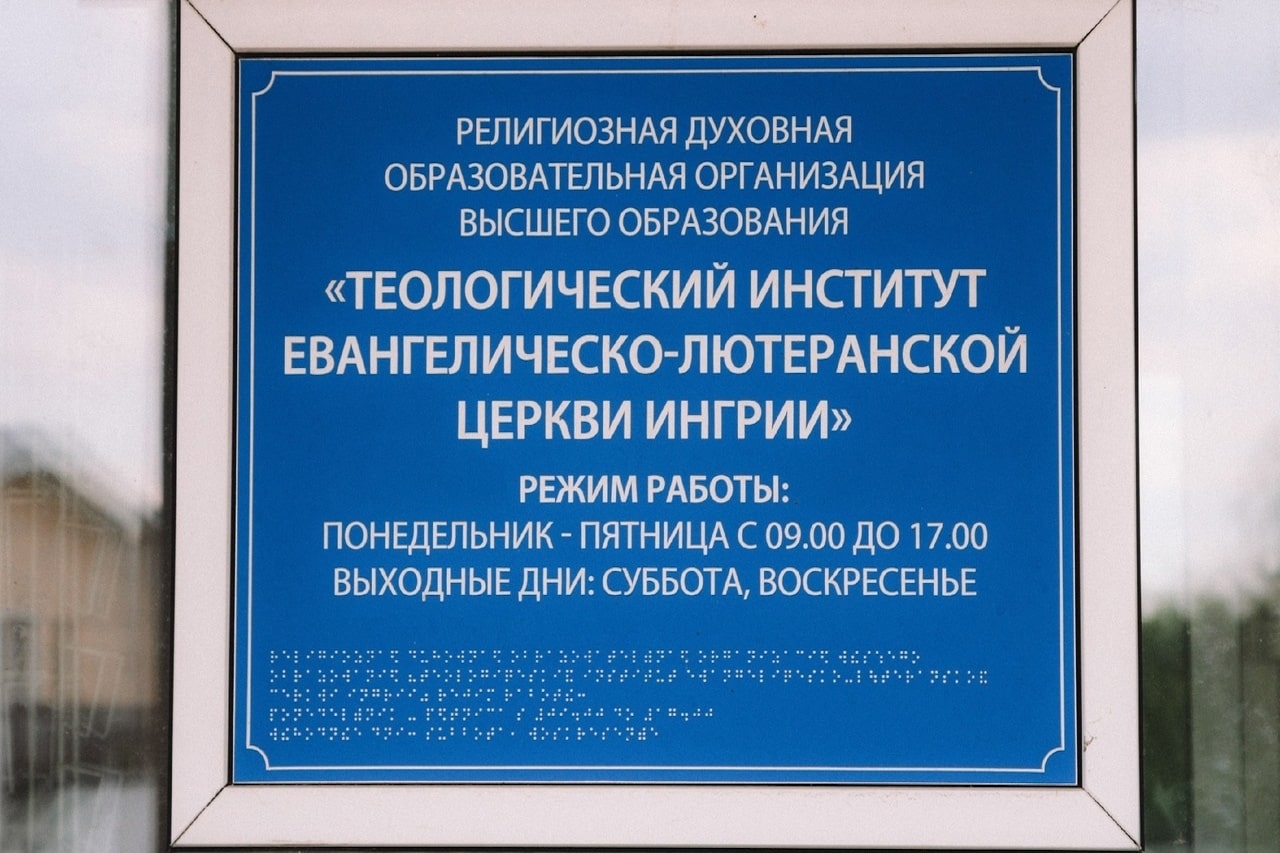 РЕЛИГИОЗНАЯ ДУХОВНАЯ
ОБРАЗОВАТЕЛЬНАЯ ОРГАНИЗАЦИЯ
ВЫСШЕГО ОБРАЗОВАНИЯ
«ТЕОЛОГИЧЕСКИЙ ИНСТИТУТ
ЕВАНГЕЛИЧЕСКО-ЛЮТЕРАНСКОЙ
ЦЕРКВИ ИНГРИИ»
РЕЖИМ РАБОТЫ:
ПОНЕДЕЛЬНИК - ПЯТНИЦА С 09.00 ДО 17.00
ВЫХОДНЫЕ ДНИ: СУББОТА, ВОСКРЕСЕНЬЕ